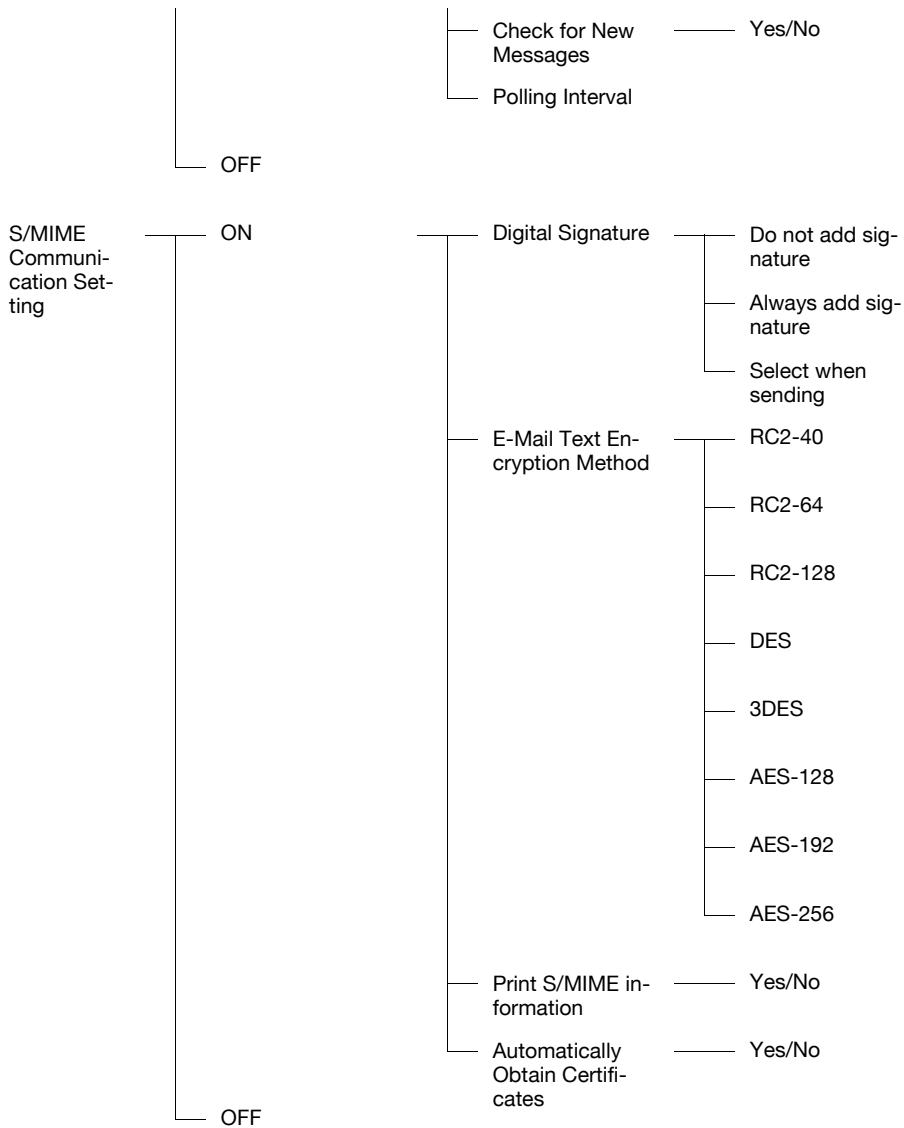 Check for New
Messages
Yes/No
Polling Interval
OFF
S/MIME
Communi-
cation Set-
ting
ON
Digital Signature
Do not add sig-
nature
Always add sig-
nature
Select when
sending
E-Mail Text En-
cryption Method
RC2-40
RC2-64
RC2-128
DES
3DES
AES-128
AES-192
AES-256
Print S/MIME in-
formation
Yes/No
Automatically
Obtain Certifi-
cates
Yes/No
OFF